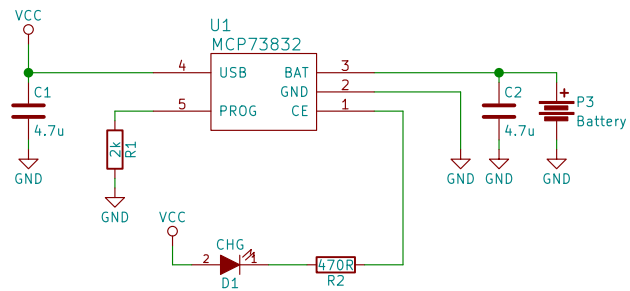 VCC
U1
MCP73832
4 USB BAT 3
GND 2
5 PROG CE 1
C1
4.7u
GND
2k
R1
GND
C2
4.7u
P3
Battery
GND
GND
GND
VCC
CHG
2 1
D1
470R
R2